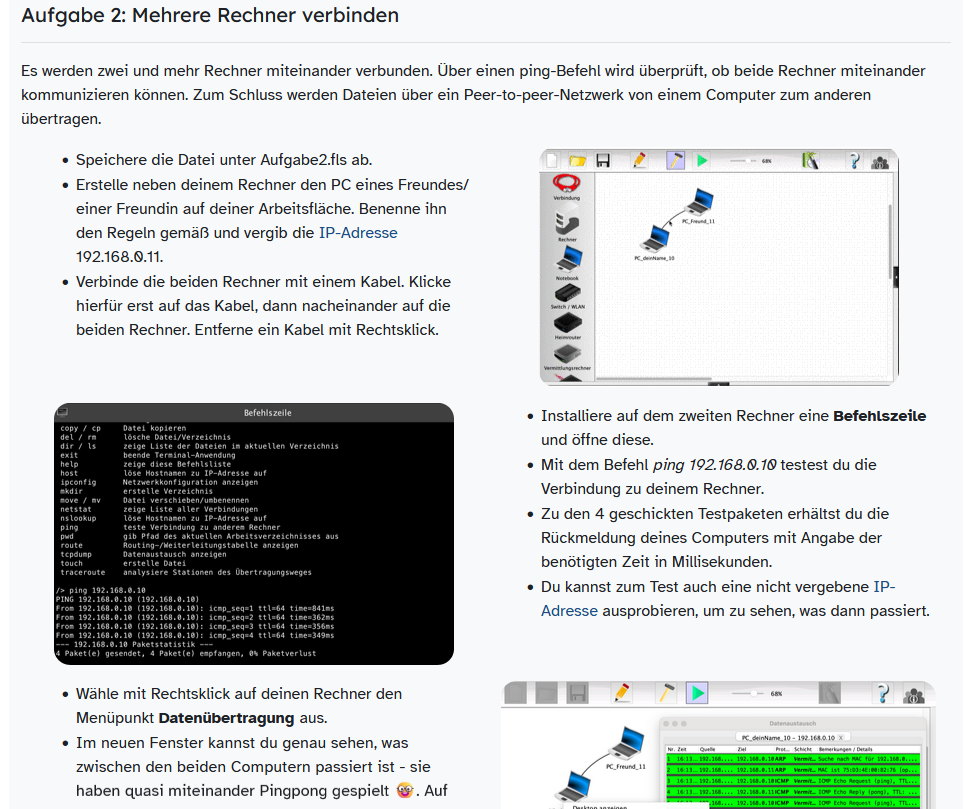 Aufgabe 2: Mehrere Rechner verbinden
Es werden zwei und mehr Rechner miteinander verbunden. Über einen ping-Befehl wird überprüft, ob beide Rechner miteinander
kommunizieren können. Zum Schluss werden Dateien über ein Peer-to-peer-Netzwerk von einem Computer zum anderen
übertragen.
• Speichere die Datei unter Aufgabe2.fls ab.
• Erstelle neben deinem Rechner den PC eines Freundes/
einer Freundin auf deiner Arbeitsfläche. Benenne ihn
den Regeln gemäß und vergib die IP-Adresse
192.168.0.11.
• Verbinde die beiden Rechner mit einem Kabel. Klicke
hierfür erst auf das Kabel, dann nacheinander auf die
beiden Rechner. Entferne ein Kabel mit Rechtsklick.
68%
Verbindung
Rechner
Notebook
Switch / WLAN
Heimrouter
Vermittlungsrechner
PC_Freund_11
PC_deinName_10
Befehlszeile
copy / cp Datei kopieren
del / rm lösche Datei/Verzeichnis
dir / ls zeige Liste der Dateien im aktuellen Verzeichnis
exit beende Terminal-Anwendung
help zeige diese Befehlsliste
host löse Hostnamen zu IP-Adresse auf
ipconfig Netzwerkkonfiguration anzeigen
mkdir erstelle Verzeichnis
move / mv Datei verschieben/umbenennen
netstat zeige Liste aller Verbindungen
nslookup löse Hostnamen zu IP-Adresse auf
ping teste Verbindung zu anderem Rechner
pwd gib Pfad des aktuellen Arbeitsverzeichnisses aus
route Routing-/Weiterleitungstabelle anzeigen
tcpdump Datenaustausch anzeigen
touch erstelle Datei
traceroute analysiere Stationen des Übertragungsweges
/> ping 192.168.0.10
PING 192.168.0.10 (192.168.0.10)
From 192.168.0.10 (192.168.0.10): icmp_seq=1 ttl=64 time=841ms
From 192.168.0.10 (192.168.0.10): icmp_seq=2 ttl=64 time=362ms
From 192.168.0.10 (192.168.0.10): icmp_seq=3 ttl=64 time=356ms
From 192.168.0.10 (192.168.0.10): icmp_seq=4 ttl=64 time=349ms
--- 192.168.0.10 Paketstatistik ---
4 Paket(e) gesendet, 4 Paket(e) empfangen, 0% Paketverlust
• Installiere auf dem zweiten Rechner eine Befehlszeile
und öffne diese.
• Mit dem Befehl ping 192.168.0.10 testest du die
Verbindung zu deinem Rechner.
• Zu den 4 geschickten Testpaketen erhältst du die
Rückmeldung deines Computers mit Angabe der
benötigten Zeit in Millisekunden.
• Du kannst zum Test auch eine nicht vergebene IP-
Adresse ausprobieren, um zu sehen, was dann passiert.
• Wähle mit Rechtsklick auf deinen Rechner den
Menüpunkt Datenübertragung aus.
• Im neuen Fenster kannst du genau sehen, was
zwischen den beiden Computern passiert ist - sie
haben quasi miteinander Pingpong gespielt 🤪. Auf
68%
PC_Freund_11
Datenaustausch
PC_deinName_10 - 192.168.0.10 X
Nr. Zeit Quelle Ziel Prot... Schicht Bemerkungen / Details
1 16:13... 192.168.... 192.168.0.10 ARP Vermit... Suche nach MAC für 192.168.0...
2 16:13... 192.168.... 192.168.0.11 ARP Vermit...
3 16:13... 192.168.... 192.168.0.10 ICMP Vermit... ICMP Echo Request (ping), TTL...
4 16:13... 192.168.... 192.168.0.11 ICMP Vermit... ICMP Echo Reply (pong), TTL:...
ICMP Vermit... ICMP Echo Request (ping), TTL...
Desktop anzeigen